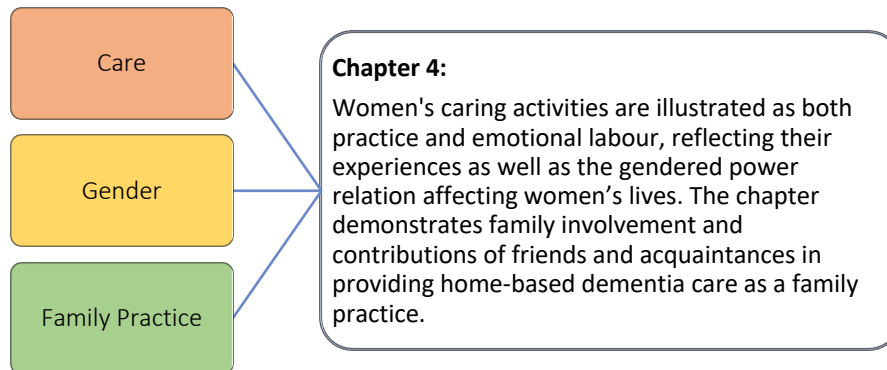 Care
Gender
Family Practice
Chapter 4:
Women's caring activities are illustrated as both
practice and emotional labour, reflecting their
experiences as well as the gendered power
relation affecting women’s lives. The chapter
demonstrates family involvement and
contributions of friends and acquaintances in
providing home-based dementia care as a family
practice.